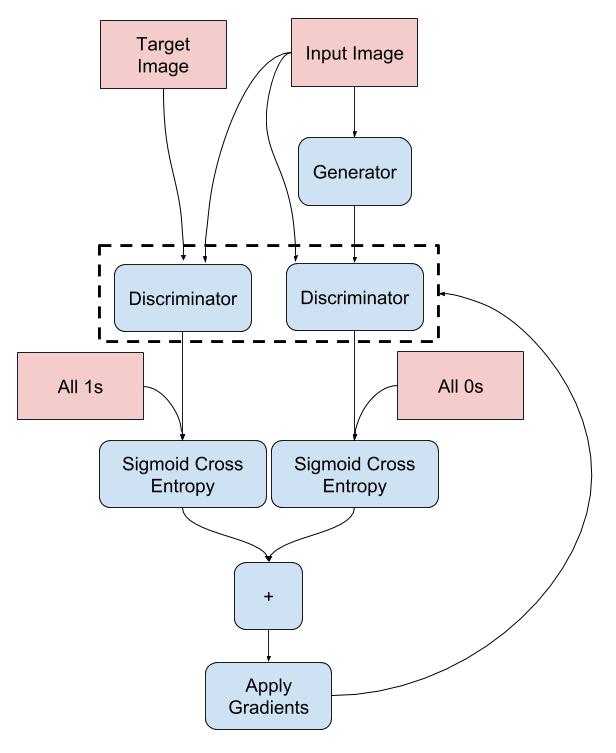 Target
Image
Input Image
Generator
Discriminator
Discriminator
All 1s
All 0s
Sigmoid Cross
Entropy
Sigmoid Cross
Entropy
+
Apply
Gradients